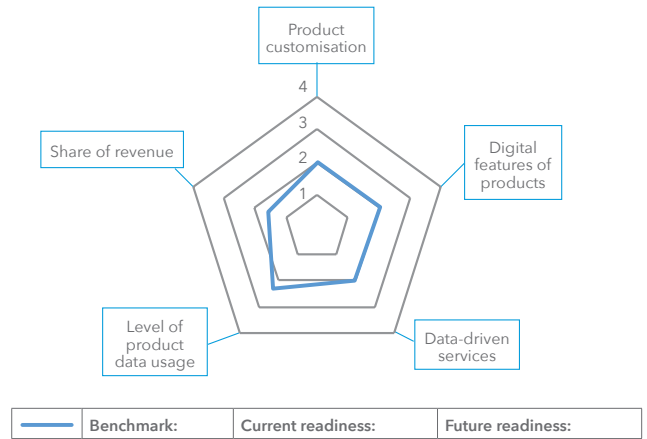 Product
customisation
4
3
2
1
Share of revenue
Digital
features of
products
Level of
product
data usage
Data-driven
services
Benchmark:
Current readiness:
Future readiness: